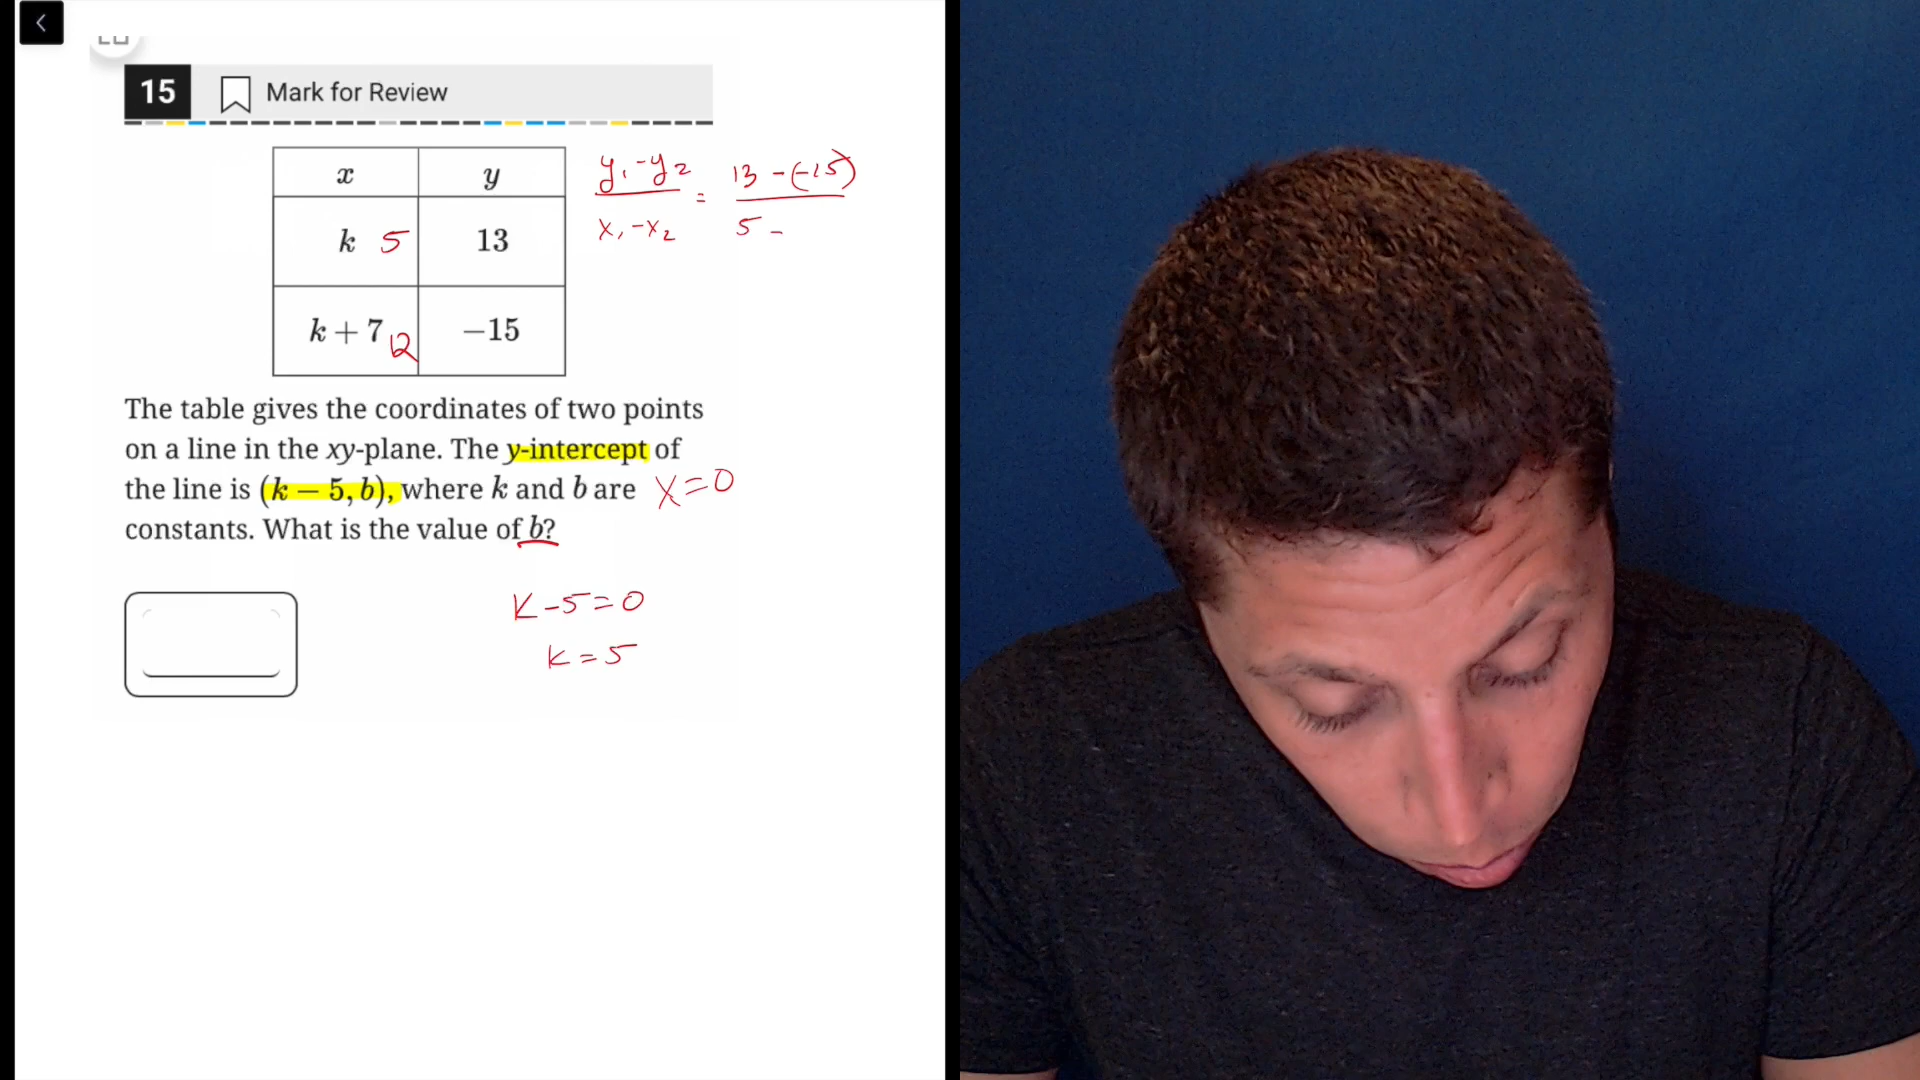 15 Mark for Review
x y
k 5 13
k + 7 12 −15
y₁ - y₂ / x₁ - x₂ = 13 - (-15) / 5 -
The table gives the coordinates of two points
on a line in the xy-plane. The y-intercept of
the line is (k − 5, b), where k and b are x = 0
constants. What is the value of b?
K - 5 = 0
K = 5